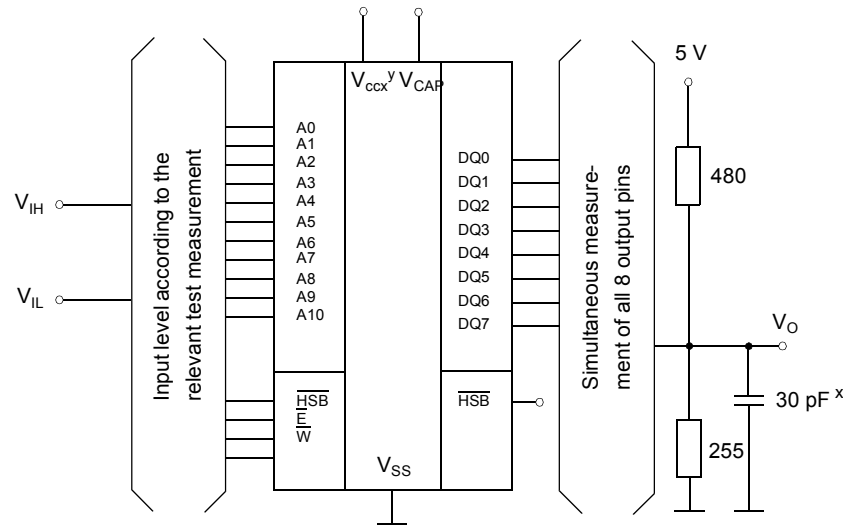 5 V
V_ccx^y V_CAP
Input level according to the
relevant test measurement
V_IH
V_IL
A0
A1
A2
A3
A4
A5
A6
A7
A8
A9
A10
HSB
E
W
V_SS
DQ0
DQ1
DQ2
DQ3
DQ4
DQ5
DQ6
DQ7
HSB
Simultaneous measure-
ment of all 8 output pins
480
V_O
30 pF ^x
255